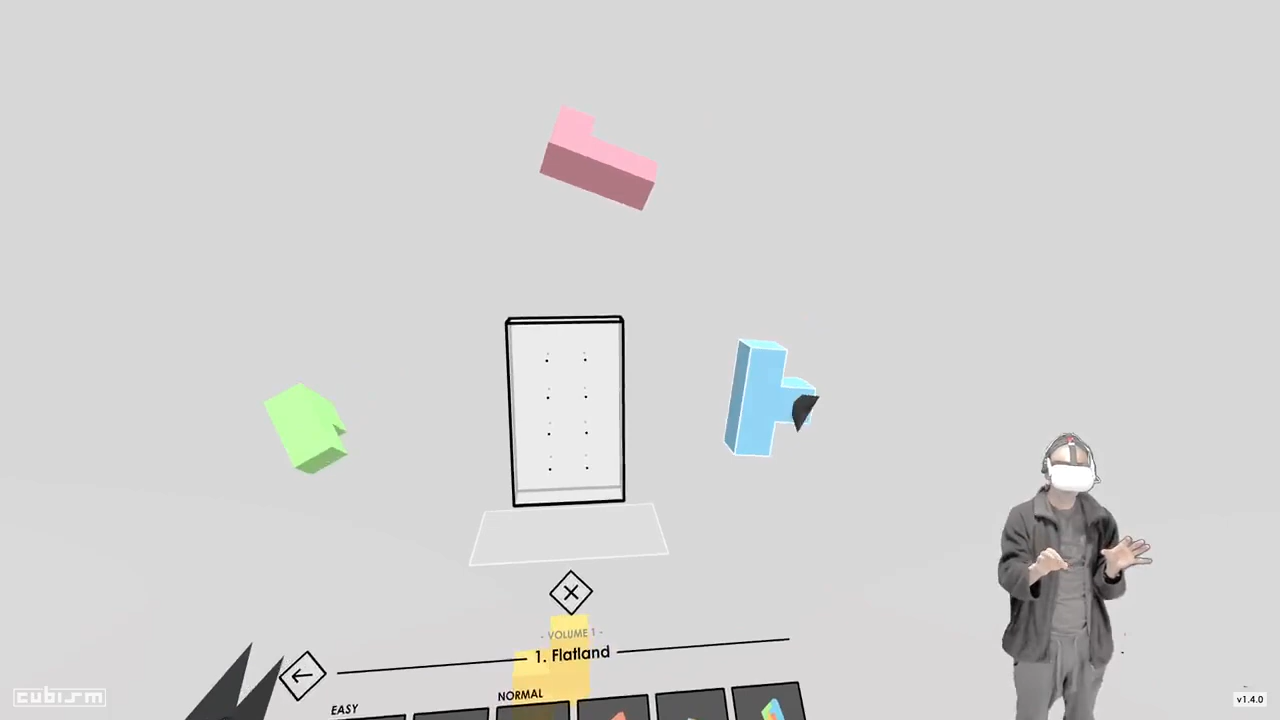 - VOLUME 1 -
1. Flatland
EASY
NORMAL
cubism
v1.4.0